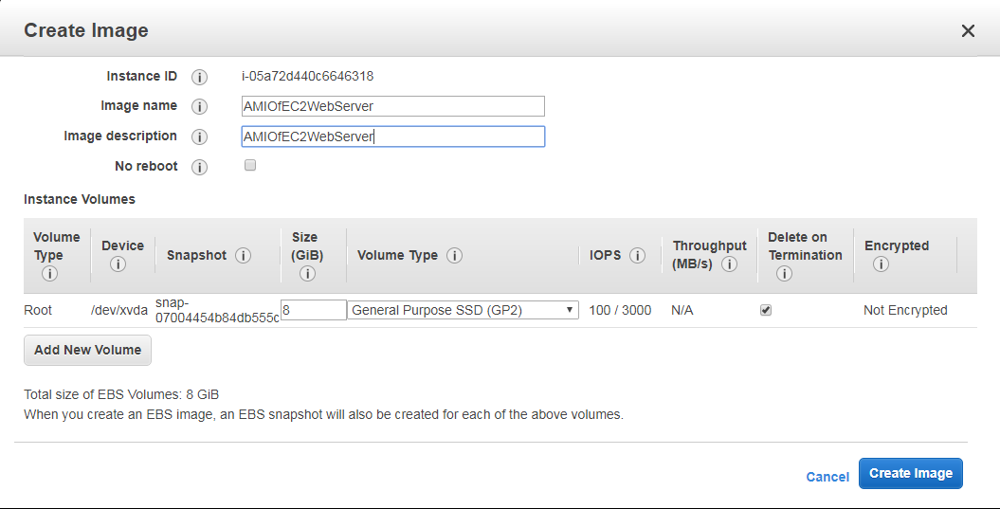 Create Image
Instance ID i-05a72d440c6646318
Image name AMIOfEC2WebServer
Image description AMIOfEC2WebServer
No reboot
Instance Volumes
Volume Type Device Snapshot Size (GiB) Volume Type IOPS Throughput (MB/s) Delete on Termination Encrypted
Root /dev/xvda snap-07004454b84db555c 8 General Purpose SSD (GP2) 100 / 3000 N/A Not Encrypted
Add New Volume
Total size of EBS Volumes: 8 GiB
When you create an EBS image, an EBS snapshot will also be created for each of the above volumes.
Cancel Create Image